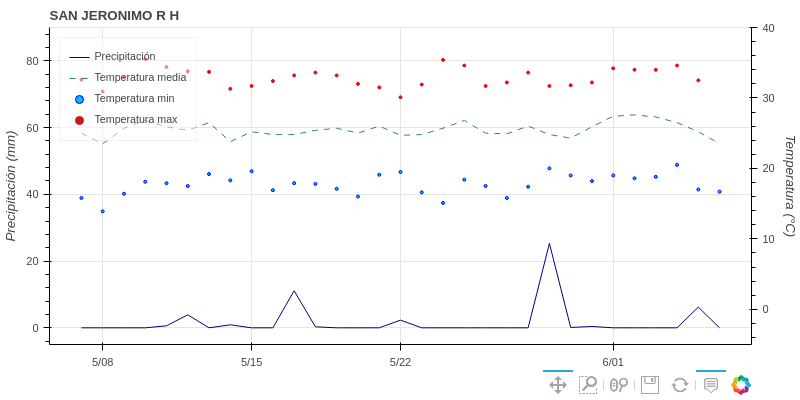 SAN JERONIMO R H
Precipitación
Temperatura media
Temperatura min
Temperatura max
Precipitación (mm)
80
60
40
20
0
40
30
20
10
0
Temperatura (°C)
5/08 5/15 5/22 6/01